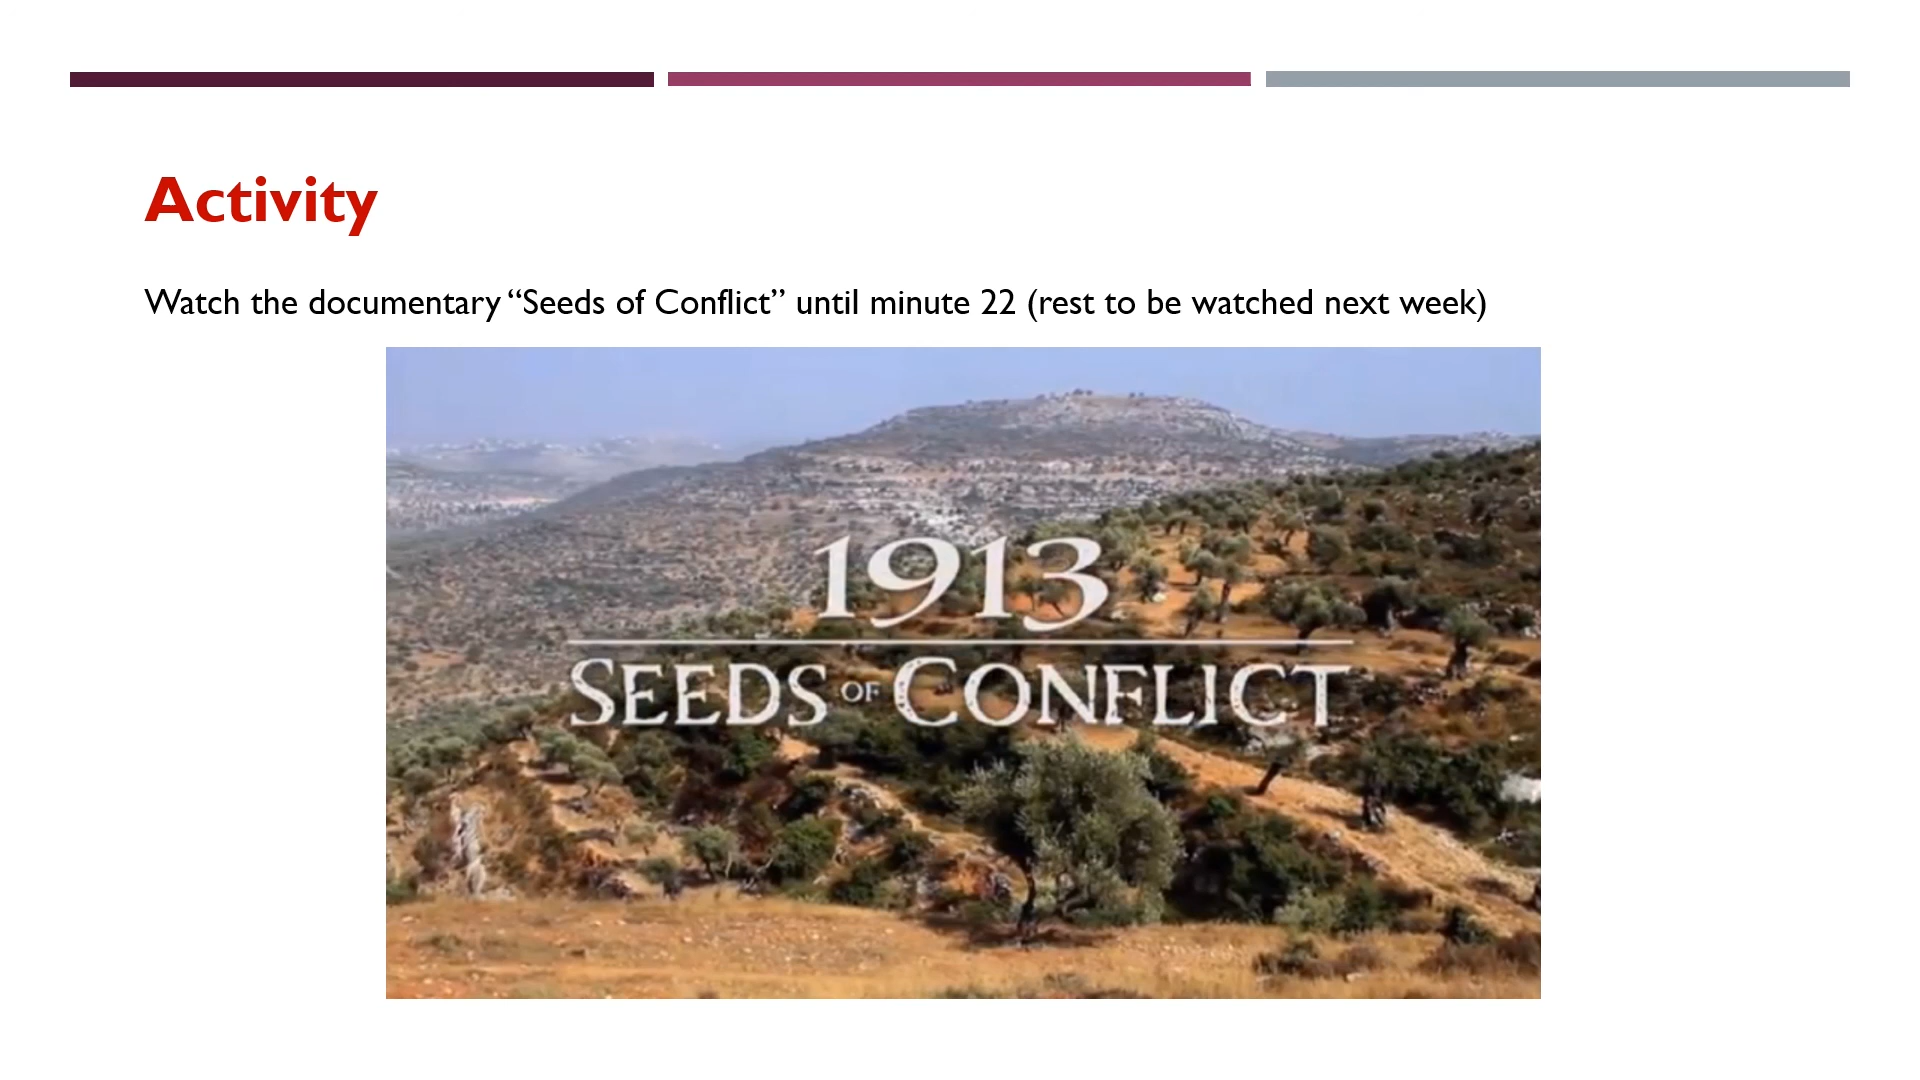 Activity
Watch the documentary “Seeds of Conflict” until minute 22 (rest to be watched next week)
1913
SEEDS OF CONFLICT